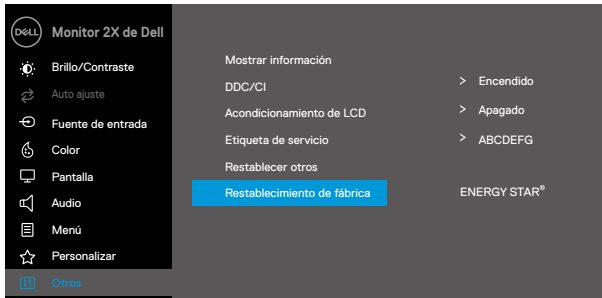 DELL Monitor 2X de Dell
Brillo/Contraste
Auto ajuste
Fuente de entrada
Color
Pantalla
Audio
Menú
Personalizar
Otros
Mostrar información
DDC/CI > Encendido
Acondicionamiento de LCD > Apagado
Etiqueta de servicio > ABCDEFG
Restablecer otros
Restablecimiento de fábrica ENERGY STAR®